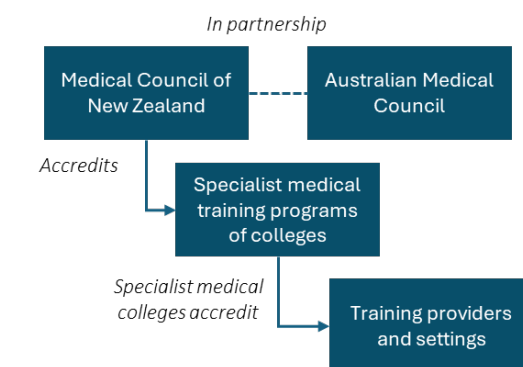 In partnership
Medical Council of
New Zealand
Australian Medical
Council
Accredits
Specialist medical
training programs
of colleges
Specialist medical
colleges accredit
Training providers
and settings